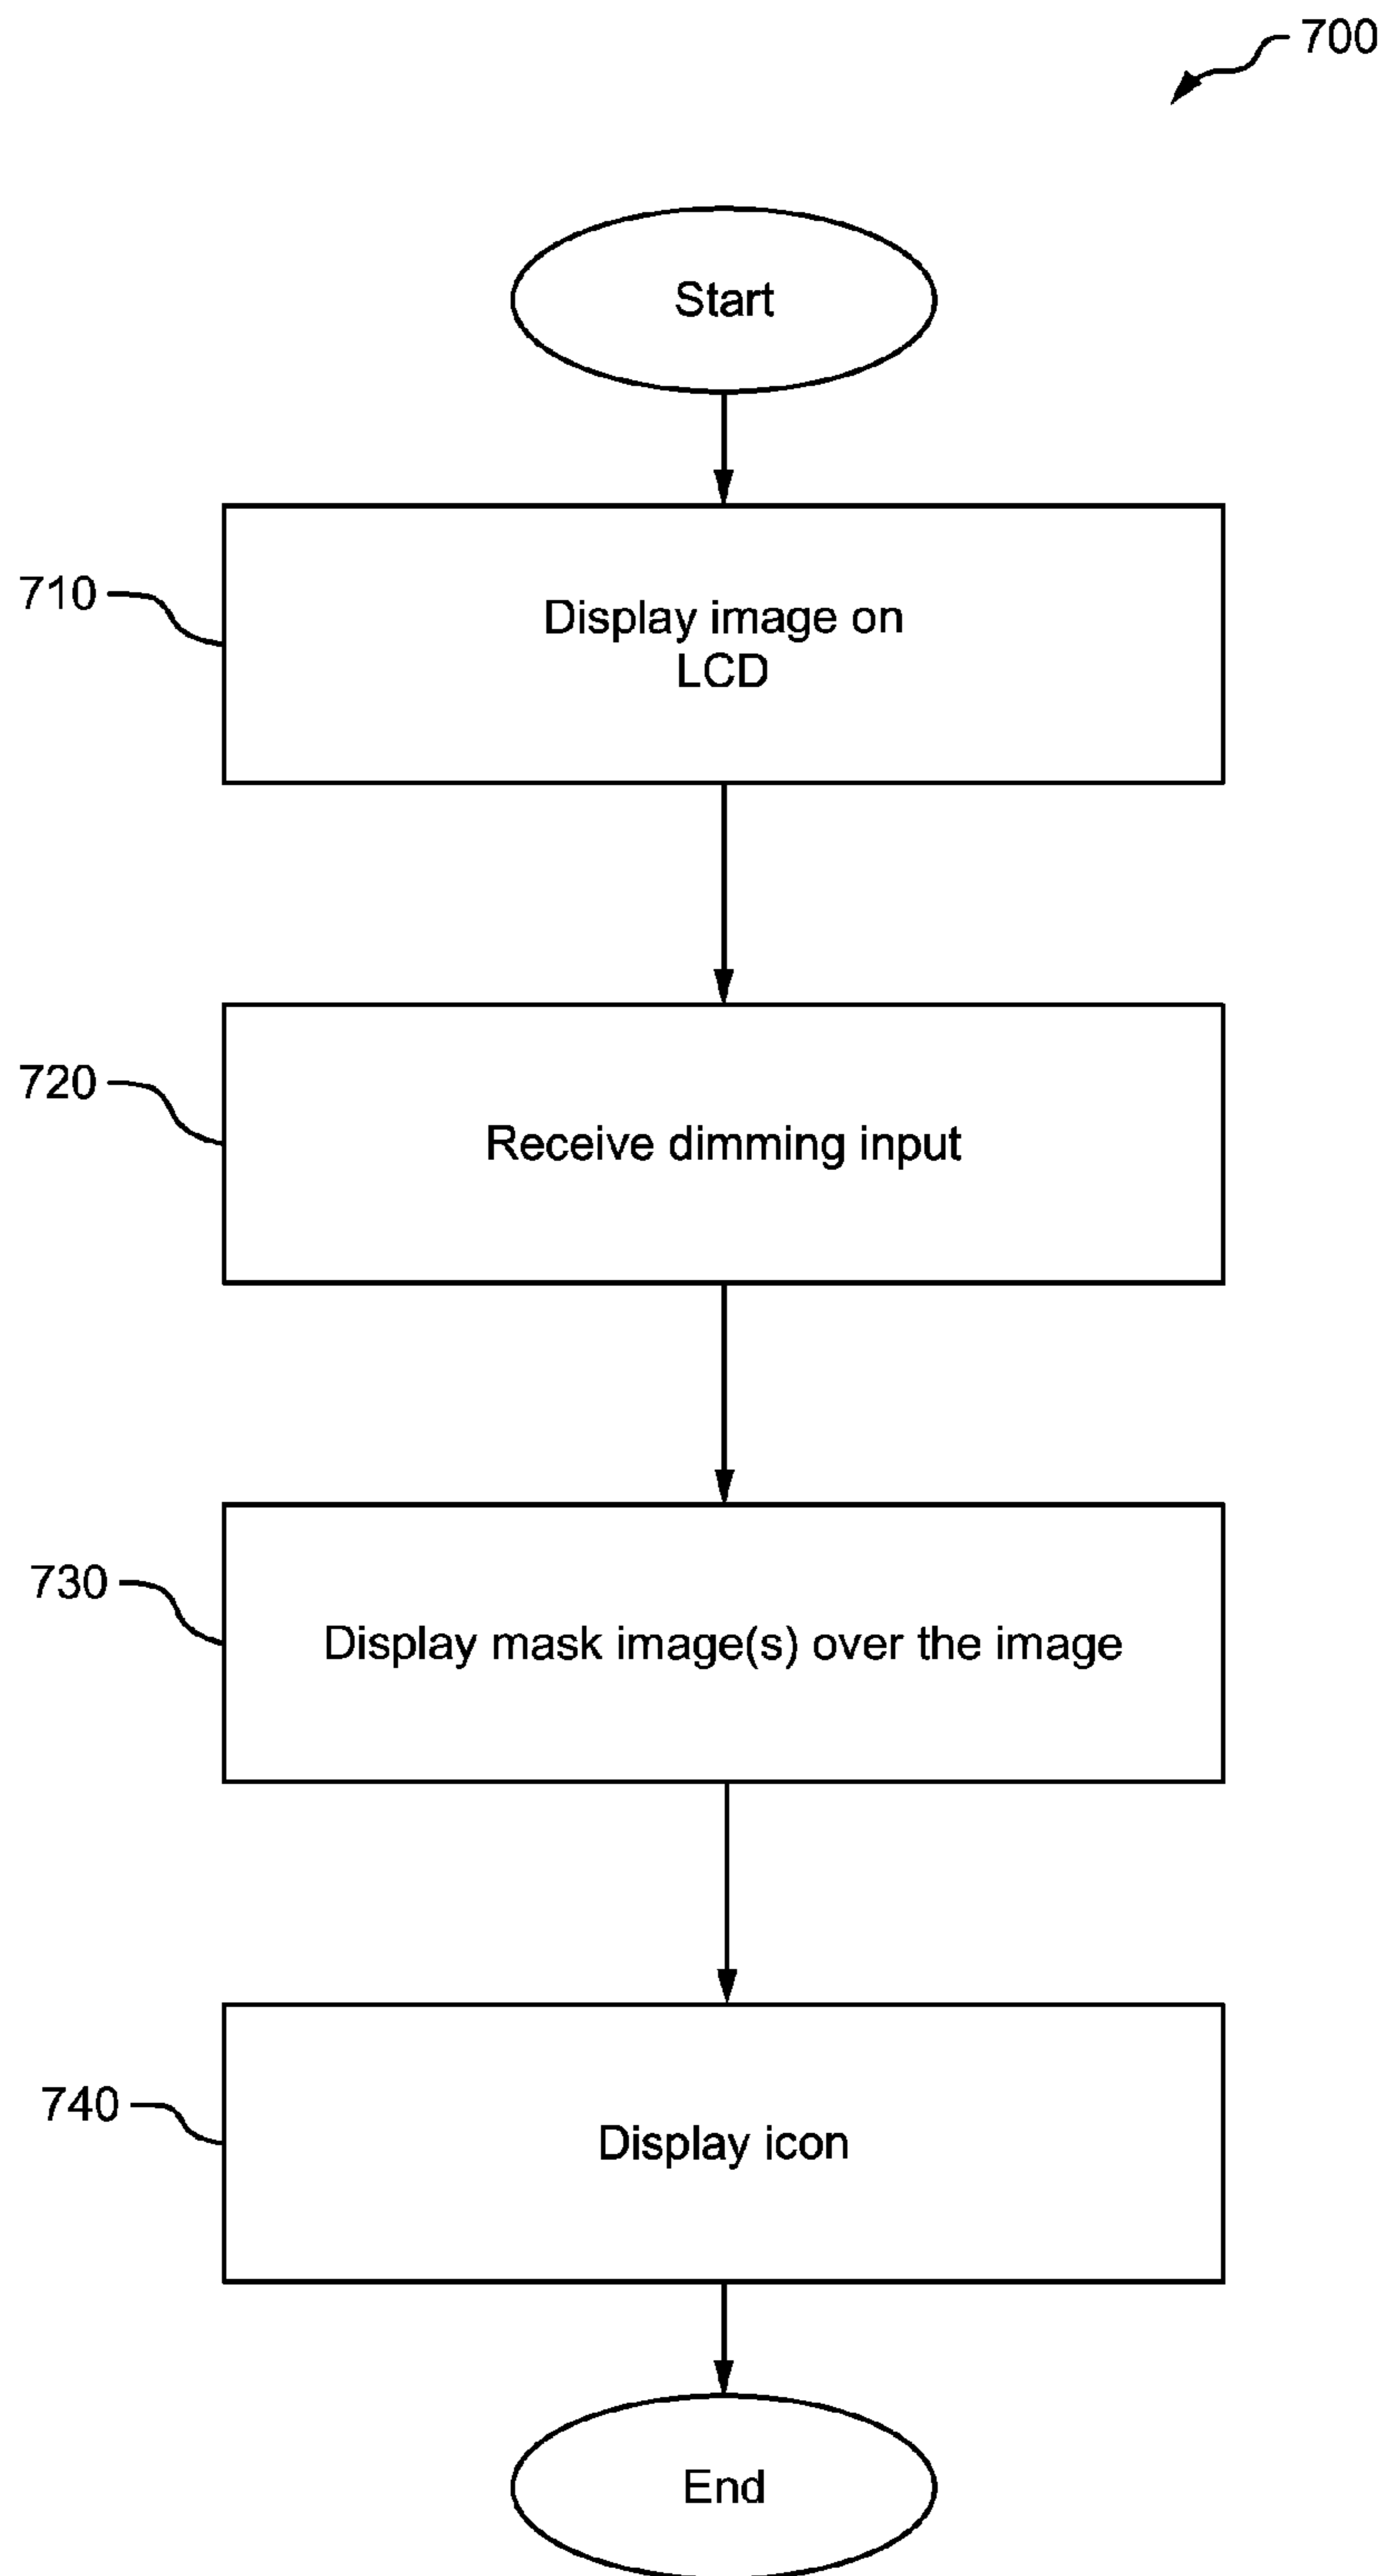 700
Start
710
Display image on
LCD
720
Receive dimming input
730
Display mask image(s) over the image
740
Display icon
End